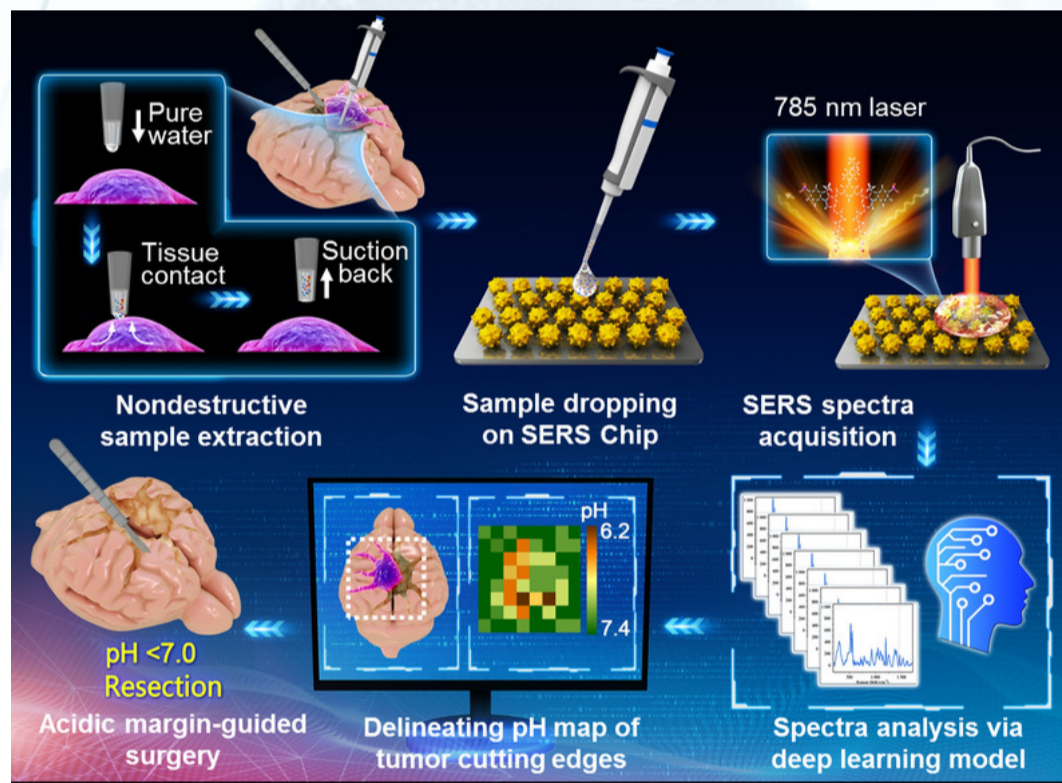 Pure
water
Tissue
contact
Suction
back
Nondestructive
sample extraction
Sample dropping
on SERS Chip
785 nm laser
SERS spectra
acquisition
Spectra analysis via
deep learning model
pH
6.2
7.4
Delineating pH map of
tumor cutting edges
pH <7.0
Resection
Acidic margin-guided
surgery